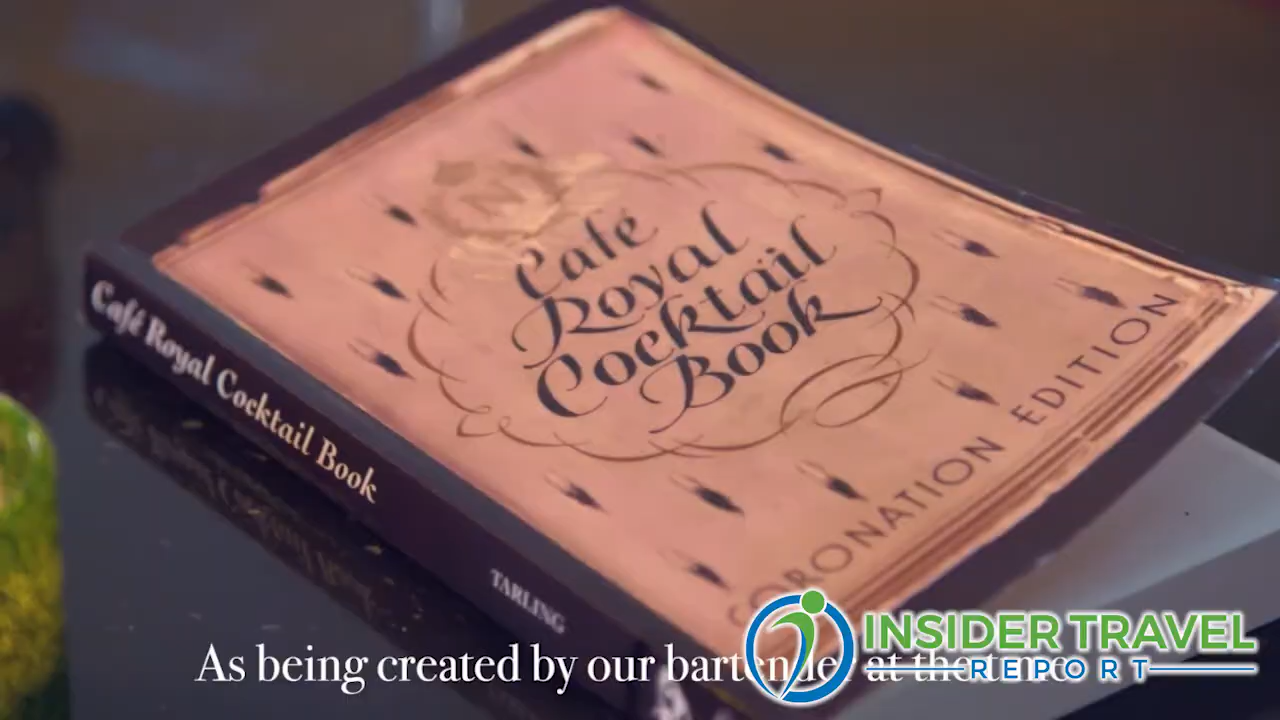 N
Café
Royal
Cocktail
Book
CORONATION EDITION
Café Royal Cocktail Book
TARLING
As being created by our bartender at the time
INSIDER TRAVEL
REPORT